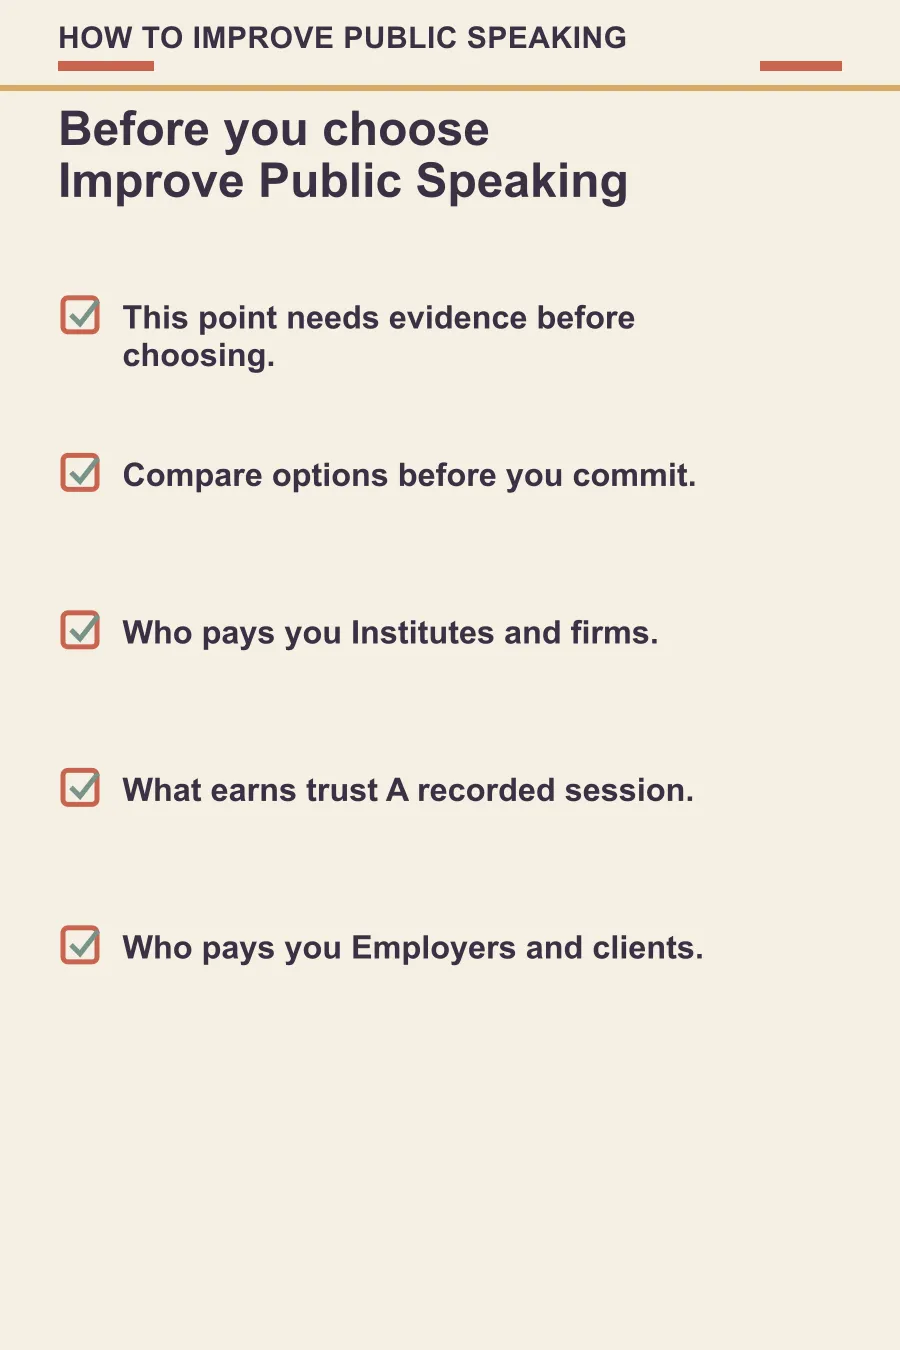 HOW TO IMPROVE PUBLIC SPEAKING
Before you choose
Improve Public Speaking
This point needs evidence before
choosing.
Compare options before you commit.
Who pays you Institutes and firms.
What earns trust A recorded session.
Who pays you Employers and clients.